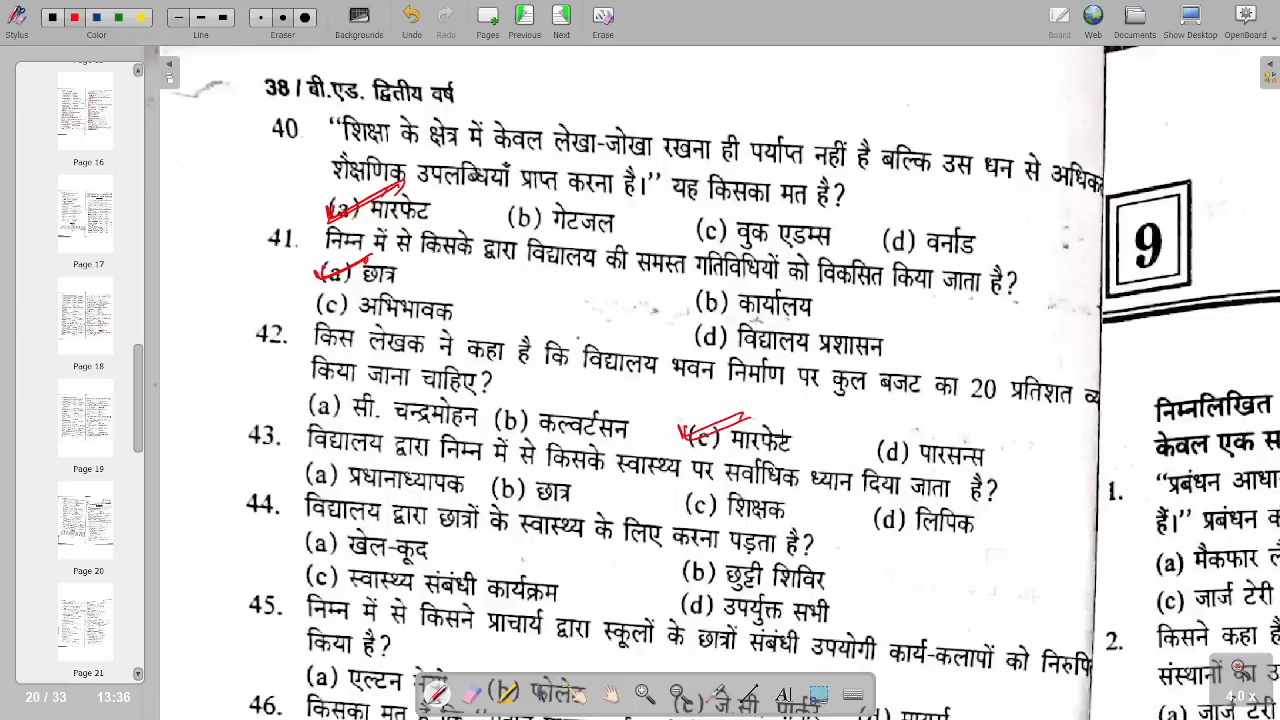 Stylus
Color
Line
Eraser
Backgrounds
Undo
Redo
Pages
Previous
Next
Erase
Board
Web
Documents
Show Desktop
OpenBoard
Page 16
Page 17
Page 18
Page 19
Page 20
Page 21
20 / 33
13:36
38 / बी.एड. द्वितीय वर्ष
40. “शिक्षा के क्षेत्र में केवल लेखा-जोखा रखना ही पर्याप्त नहीं है बल्कि उस धन से अधिक
शैक्षणिक उपलब्धियाँ प्राप्त करना है।” यह किसका मत है?
(a) मारफेट (b) गेटजल (c) वुक एडम्स (d) वर्नाड
41. निम्न में से किसके द्वारा विद्यालय की समस्त गतिविधियों को विकसित किया जाता है?
(a) छात्र (b) कार्यालय
(c) अभिभावक (d) विद्यालय प्रशासन
42. किस लेखक ने कहा है कि विद्यालय भवन निर्माण पर कुल बजट का 20 प्रतिशत व्य
किया जाना चाहिए?
(a) सी. चन्द्रमोहन (b) कल्वर्टसन (c) मारफेट (d) पारसन्स
43. विद्यालय द्वारा निम्न में से किसके स्वास्थ्य पर सर्वाधिक ध्यान दिया जाता है?
(a) प्रधानाध्यापक (b) छात्र (c) शिक्षक (d) लिपिक
44. विद्यालय द्वारा छात्रों के स्वास्थ्य के लिए करना पड़ता है?
(a) खेल-कूद (b) छुट्टी शिविर
(c) स्वास्थ्य संबंधी कार्यक्रम (d) उपर्युक्त सभी
45. निम्न में से किसने प्राचार्य द्वारा स्कूलों के छात्रों संबंधी उपयोगी कार्य-कलापों को निरुपि
किया है?
(a) एल्टन (b) (c) जे.सी. (d)
46. किसका मत है कि
9
निम्नलिखित
केवल एक स
1. “प्रबंधन आधा
हैं।” प्रबंधन क
(a) मैकफार लै
(c) जार्ज टेरी
2. किसने कहा है
संस्थानों का उ
(a) जार्ज टेरी
4.0 x